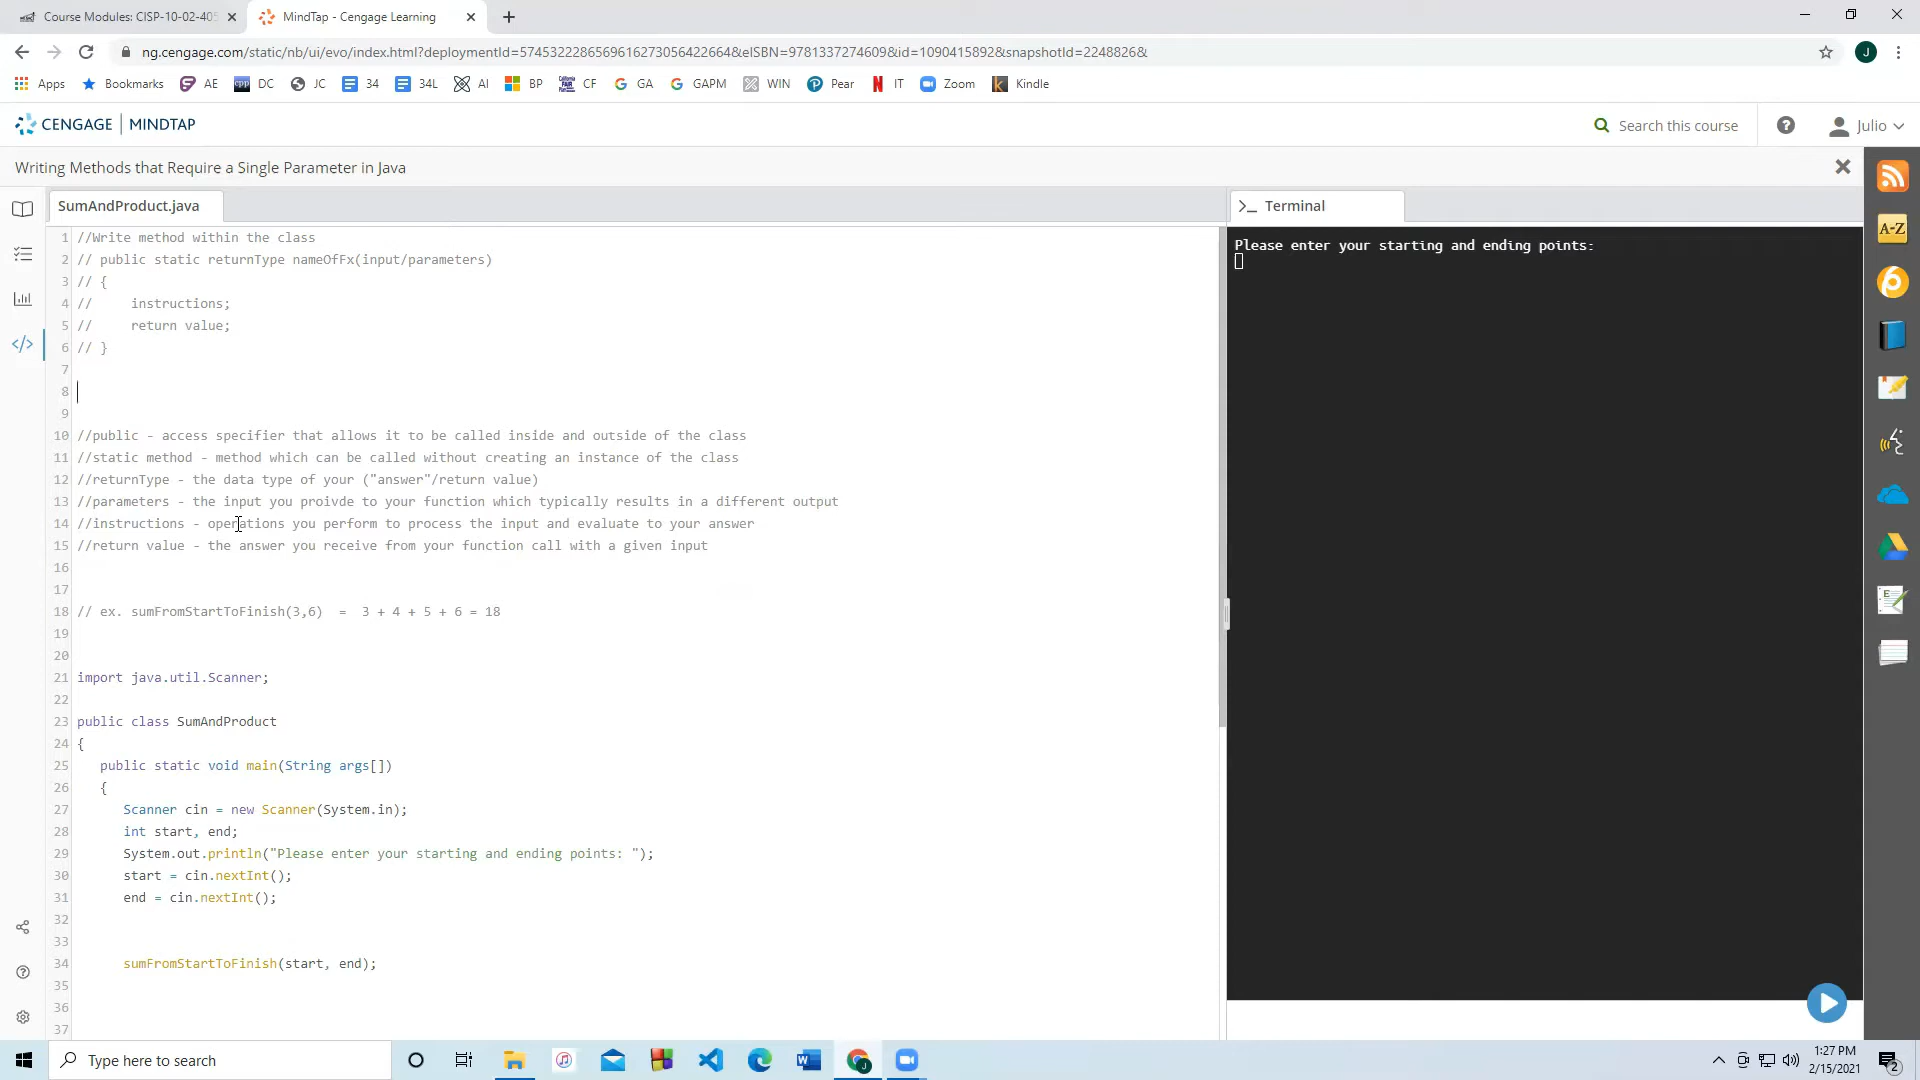 Course Modules: CISP-10-02-405
MindTap - Cengage Learning
ng.cengage.com/static/nb/ui/evo/index.html?deploymentId=5745322286569616273056422664&eISBN=9781337274609&id=1090415892&snapshotId=2248826&
J
Apps
Bookmarks
AE
DC
JC
34
34L
AI
BP
CF
GA
GAPM
WIN
Pear
IT
Zoom
Kindle
CENGAGE | MINDTAP
Search this course
Julio
Writing Methods that Require a Single Parameter in Java
SumAndProduct.java
>_ Terminal
1 //Write method within the class
2 // public static returnType nameOfFx(input/parameters)
3 // {
4 //     instructions;
5 //     return value;
6 // }
7
8
9
10 //public - access specifier that allows it to be called inside and outside of the class
11 //static method - method which can be called without creating an instance of the class
12 //returnType - the data type of your ("answer"/return value)
13 //parameters - the input you proivde to your function which typically results in a different output
14 //instructions - operations you perform to process the input and evaluate to your answer
15 //return value - the answer you receive from your function call with a given input
16
17
18 // ex. sumFromStartToFinish(3,6)  =  3 + 4 + 5 + 6 = 18
19
20
21 import java.util.Scanner;
22
23 public class SumAndProduct
24 {
25    public static void main(String args[])
26    {
27       Scanner cin = new Scanner(System.in);
28       int start, end;
29       System.out.println("Please enter your starting and ending points: ");
30       start = cin.nextInt();
31       end = cin.nextInt();
32
33
34       sumFromStartToFinish(start, end);
35
36
37
Please enter your starting and ending points:
A-Z
Type here to search
1:27 PM
2/15/2021
2